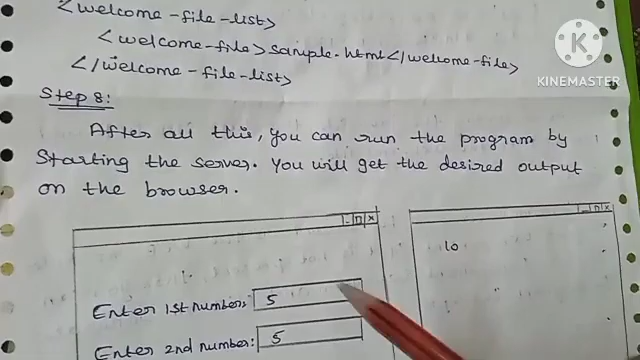 <welcome-file-list>
<welcome-file>sample.html</welcome-file>
</welcome-file-list>
KINEMASTER
Step 8:
After all this, you can run the program by
Starting the server. You will get the desired output
on the browser.
- □ x
- □ x
10
Enter 1st number: 5
Enter 2nd number: 5